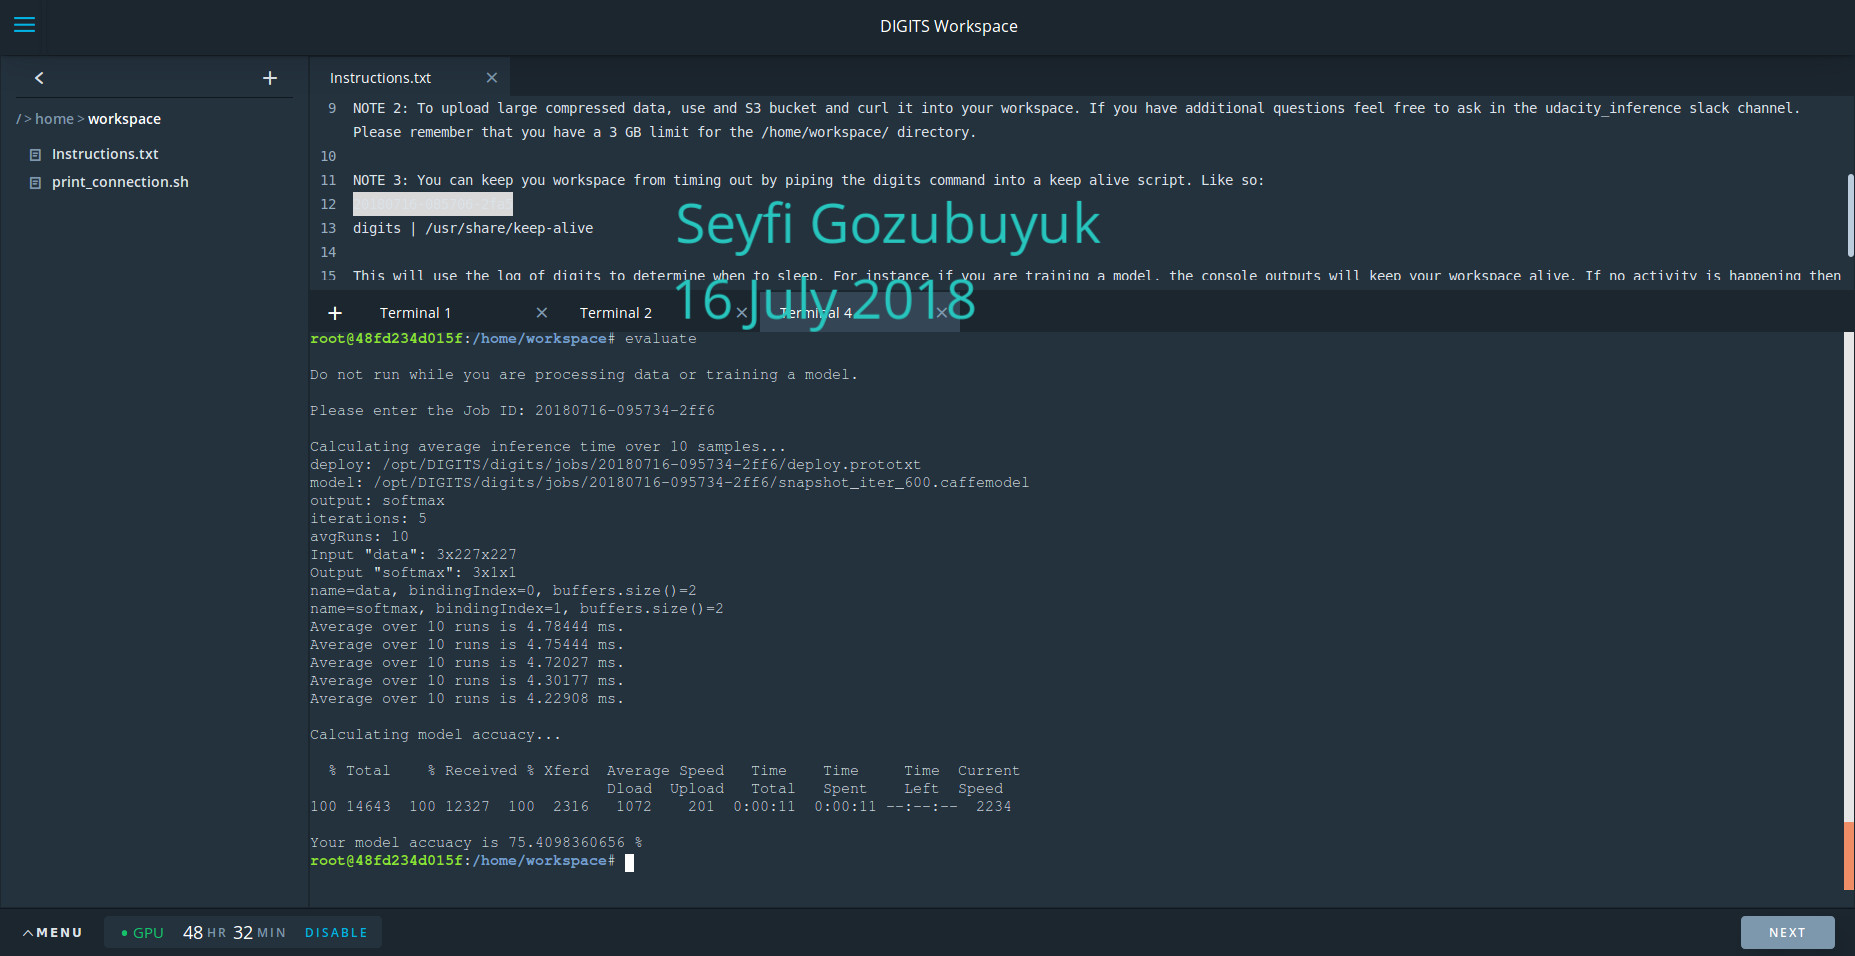 DIGITS Workspace
Instructions.txt
/ > home > workspace
Instructions.txt
print_connection.sh
9 NOTE 2: To upload large compressed data, use and S3 bucket and curl it into your workspace. If you have additional questions feel free to ask in the udacity_inference slack channel.
Please remember that you have a 3 GB limit for the /home/workspace/ directory.
10
11 NOTE 3: You can keep you workspace from timing out by piping the digits command into a keep alive script. Like so:
12
13 digits | /usr/share/keep-alive
14
15 This will use the log of digits to determine when to sleep. For instance if you are training a model, the console outputs will keep your workspace alive. If no activity is happening then
Seyfi Gozubuyuk
16 July 2018
Terminal 1
Terminal 2
Terminal 4
root@48fd234d015f:/home/workspace# evaluate
Do not run while you are processing data or training a model.
Please enter the Job ID: 20180716-095734-2ff6
Calculating average inference time over 10 samples...
deploy: /opt/DIGITS/digits/jobs/20180716-095734-2ff6/deploy.prototxt
model: /opt/DIGITS/digits/jobs/20180716-095734-2ff6/snapshot_iter_600.caffemodel
output: softmax
iterations: 5
avgRuns: 10
Input "data": 3x227x227
Output "softmax": 3x1x1
name=data, bindingIndex=0, buffers.size()=2
name=softmax, bindingIndex=1, buffers.size()=2
Average over 10 runs is 4.78444 ms.
Average over 10 runs is 4.75444 ms.
Average over 10 runs is 4.72027 ms.
Average over 10 runs is 4.30177 ms.
Average over 10 runs is 4.22908 ms.
Calculating model accuacy...
% Total % Received % Xferd Average Speed Time Time Time Current
Dload Upload Total Spent Left Speed
100 14643 100 12327 100 2316 1072 201 0:00:11 0:00:11 --:--:-- 2234
Your model accuacy is 75.4098360656 %
root@48fd234d015f:/home/workspace#
MENU
GPU 48 HR 32 MIN DISABLE
NEXT